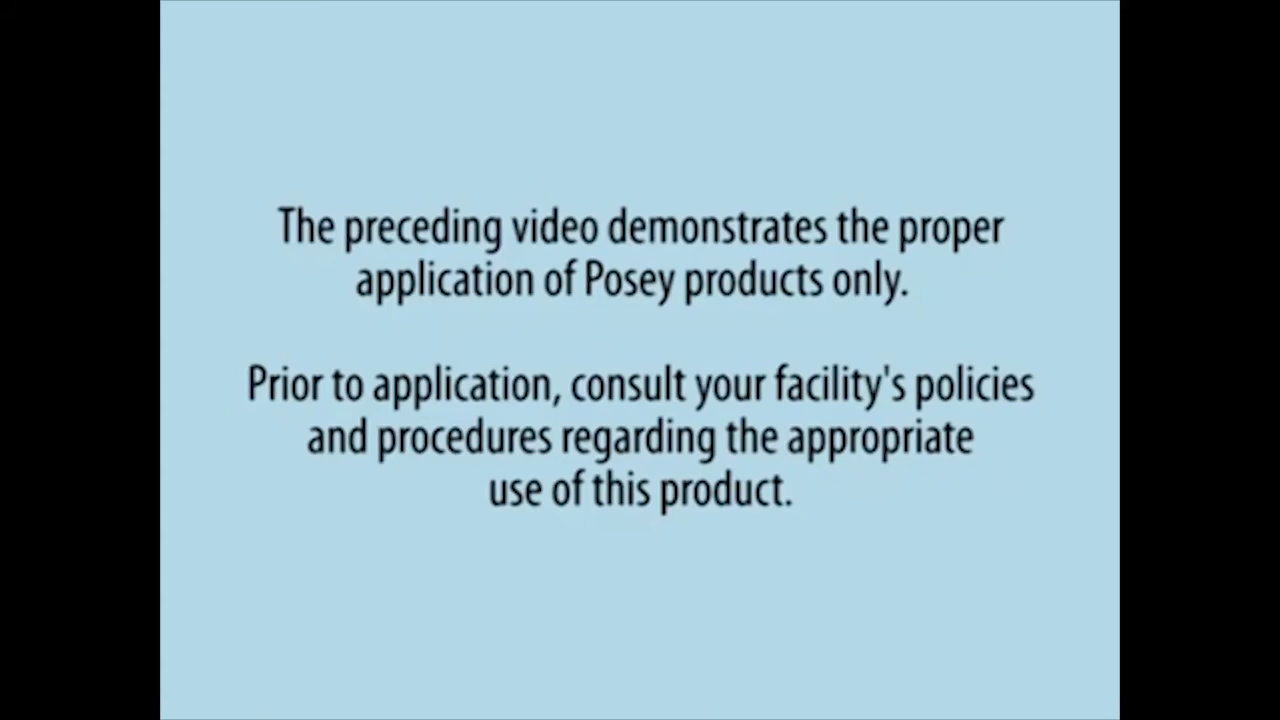 The preceding video demonstrates the proper
application of Posey products only.
Prior to application, consult your facility's policies
and procedures regarding the appropriate
use of this product.